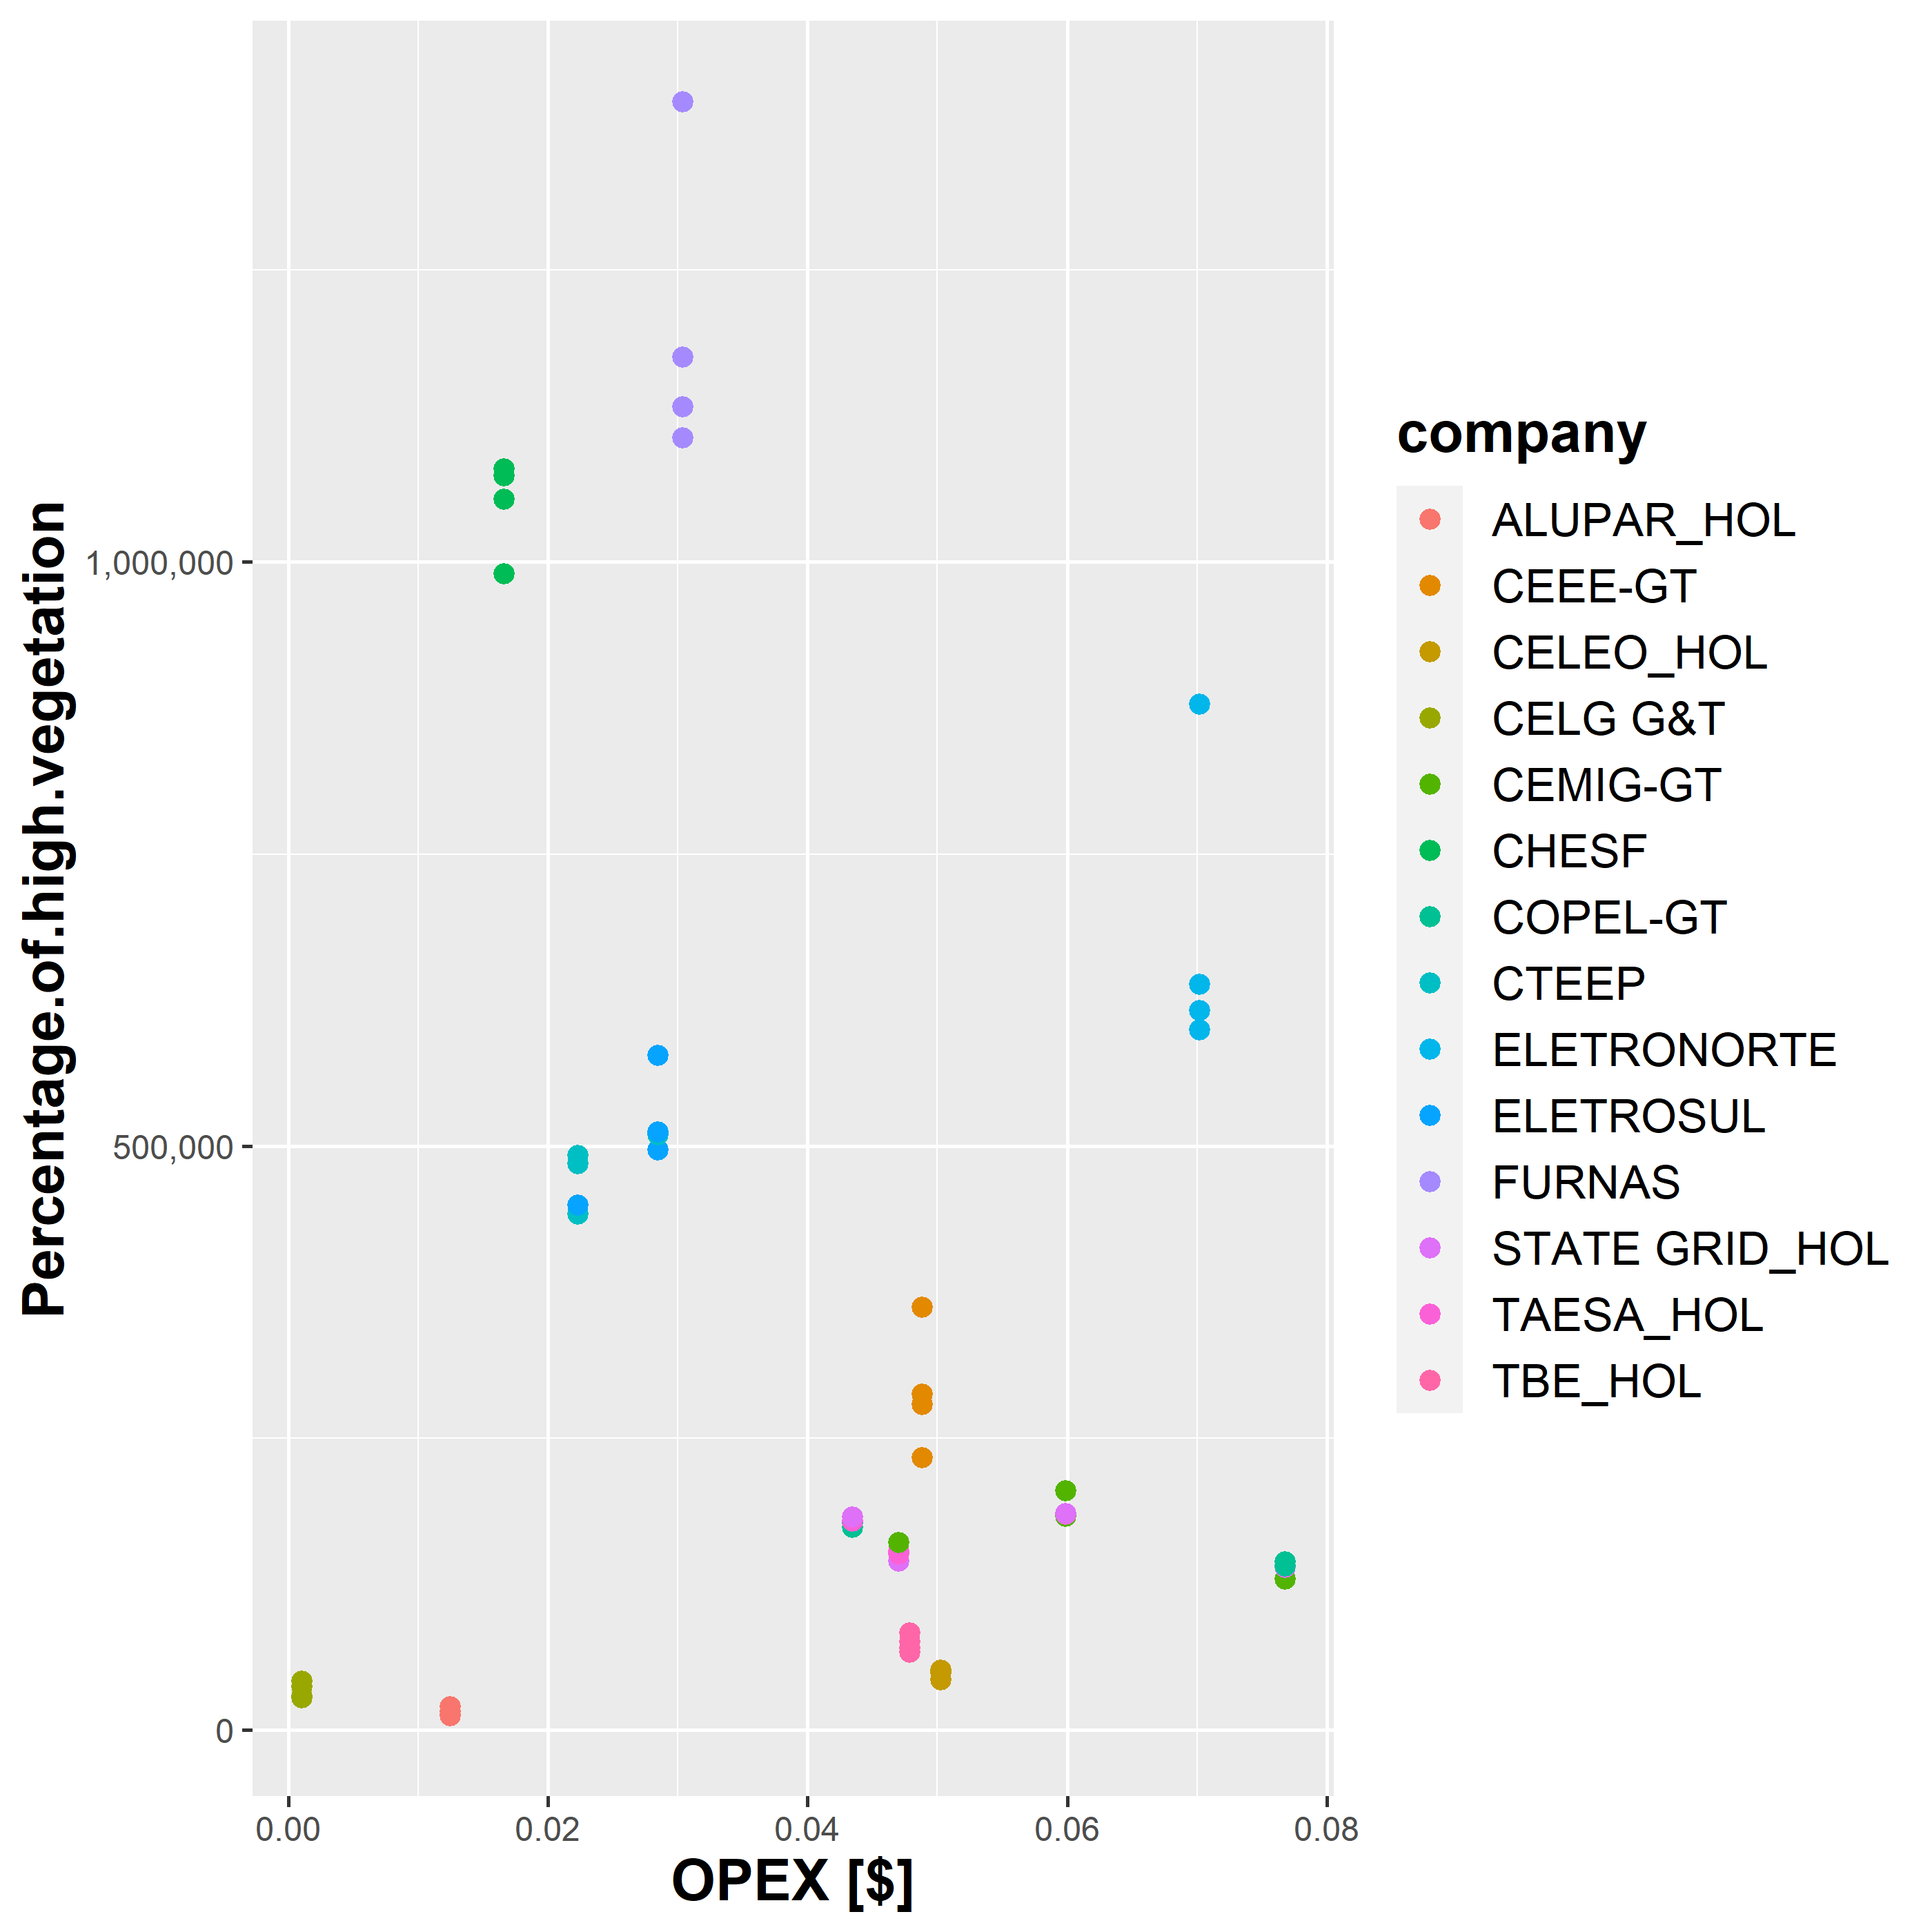 Percentage.of.high.vegetation
1,000,000
500,000
0
0.00 0.02 0.04 0.06 0.08
OPEX [$]
company
ALUPAR_HOL
CEEE-GT
CELEO_HOL
CELG G&T
CEMIG-GT
CHESF
COPEL-GT
CTEEP
ELETRONORTE
ELETROSUL
FURNAS
STATE GRID_HOL
TAESA_HOL
TBE_HOL